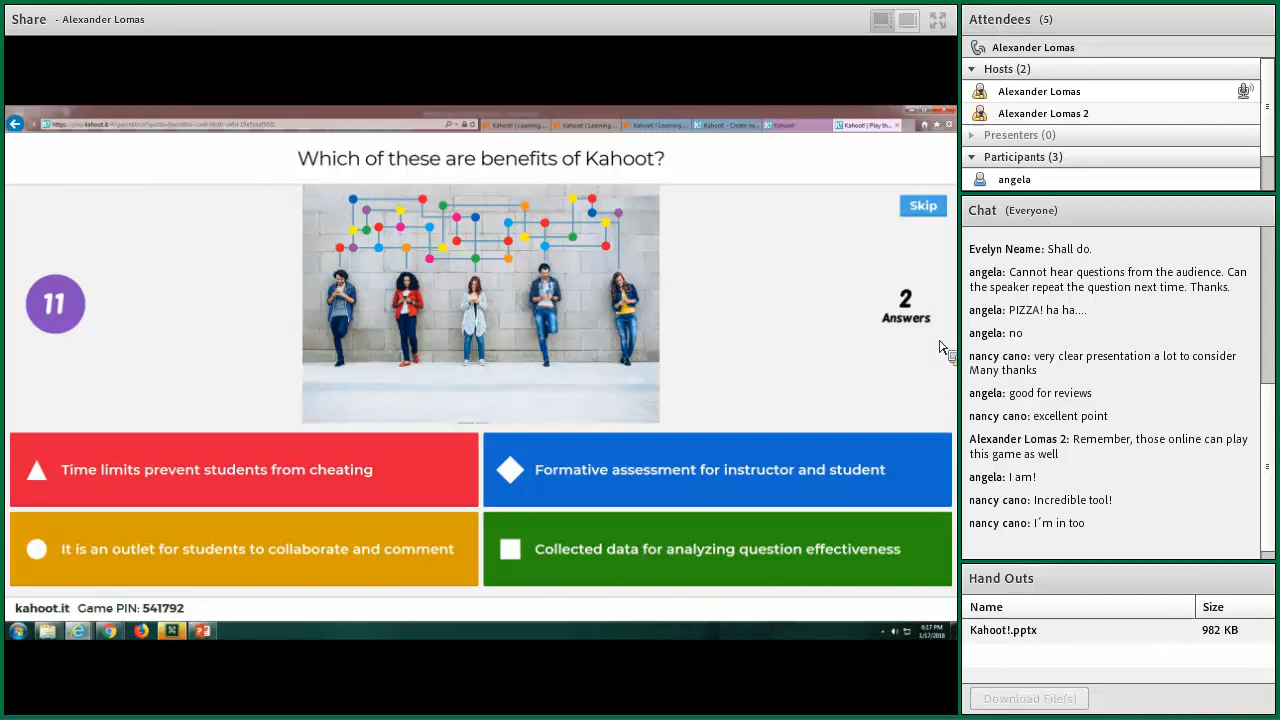 Share - Alexander Lomas
Which of these are benefits of Kahoot?
Skip
11
2
Answers
Time limits prevent students from cheating
Formative assessment for instructor and student
It is an outlet for students to collaborate and comment
Collected data for analyzing question effectiveness
kahoot.it Game PIN: 541792
6:17 PM
1/17/2018
Attendees (5)
Alexander Lomas
Hosts (2)
Alexander Lomas
Alexander Lomas 2
Presenters (0)
Participants (3)
angela
Chat (Everyone)
Evelyn Neame: Shall do.
angela: Cannot hear questions from the audience. Can
the speaker repeat the question next time. Thanks.
angela: PIZZA! ha ha....
angela: no
nancy cano: very clear presentation a lot to consider
Many thanks
angela: good for reviews
nancy cano: excellent point
Alexander Lomas 2: Remember, those online can play
this game as well
angela: I am!
nancy cano: Incredible tool!
nancy cano: I´m in too
Hand Outs
Name Size
Kahoot!.pptx 982 KB
Download File(s)